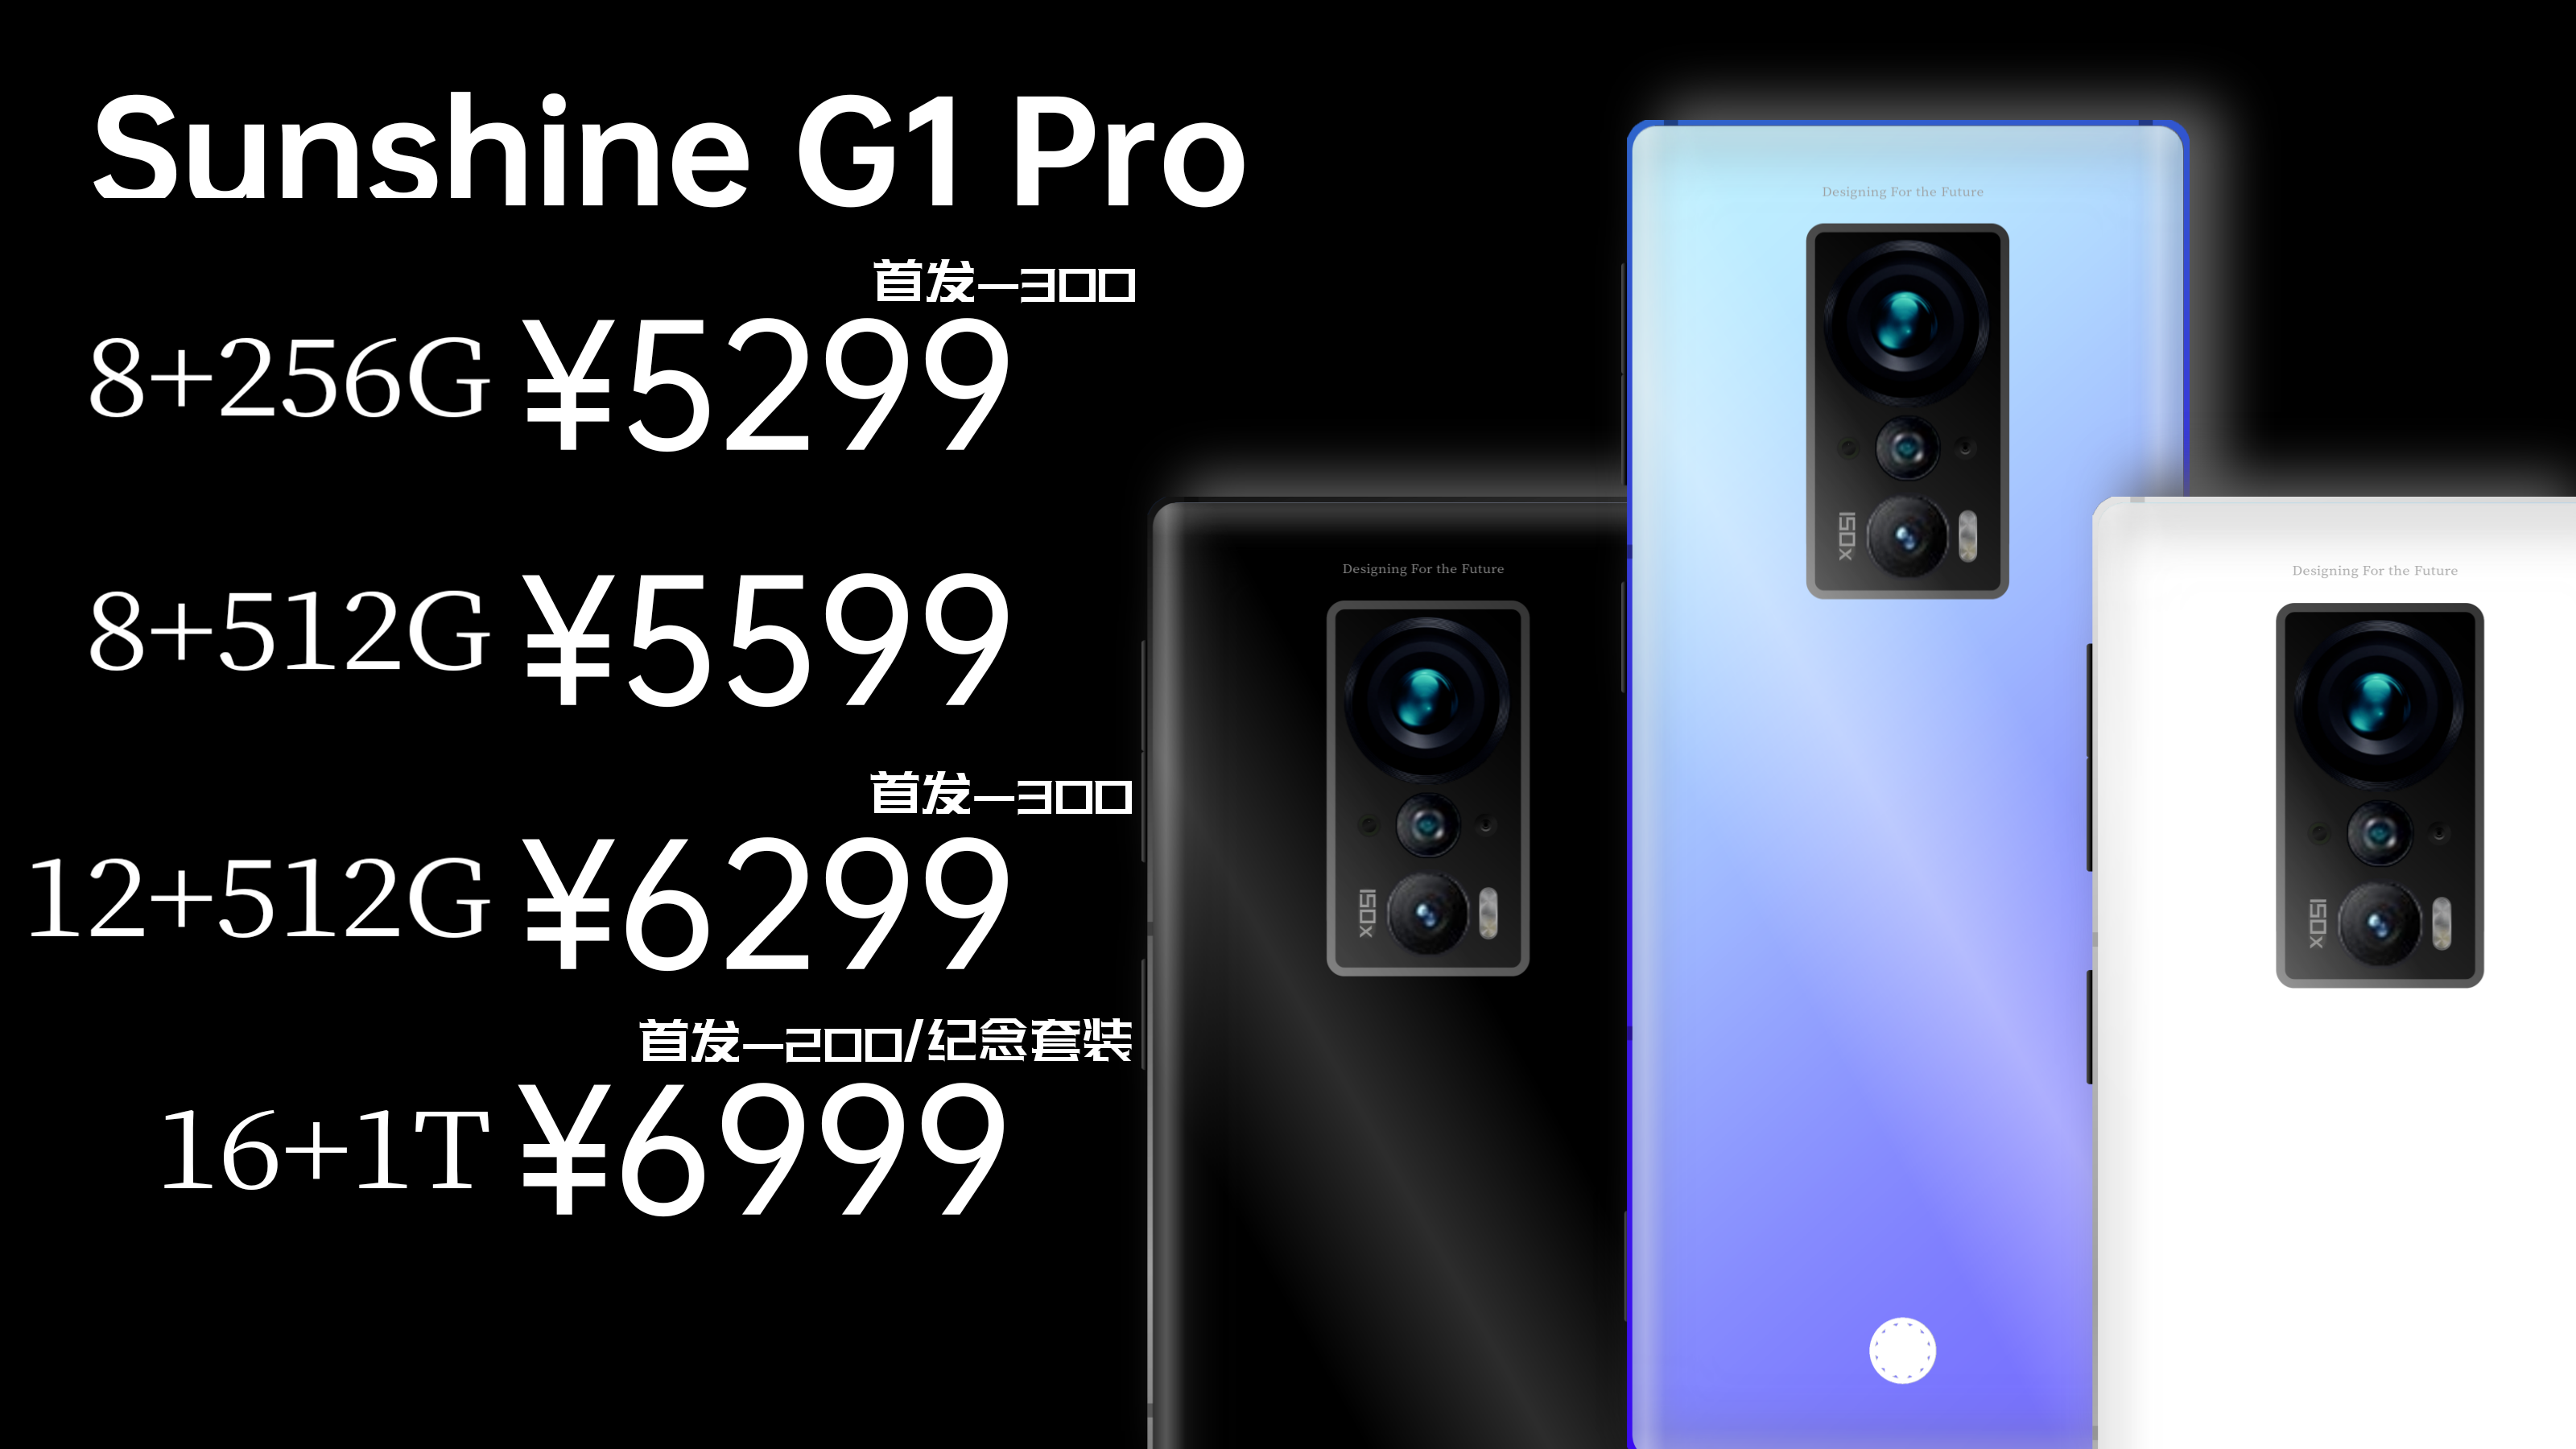 Sunshine G1 Pro
首发—300
8+256G ¥5299
8+512G ¥5599
首发—300
12+512G ¥6299
首发—200/纪念套装
16+1T ¥6999
Designing For the Future
150x
Designing For the Future
150x
Designing For the Future
150x